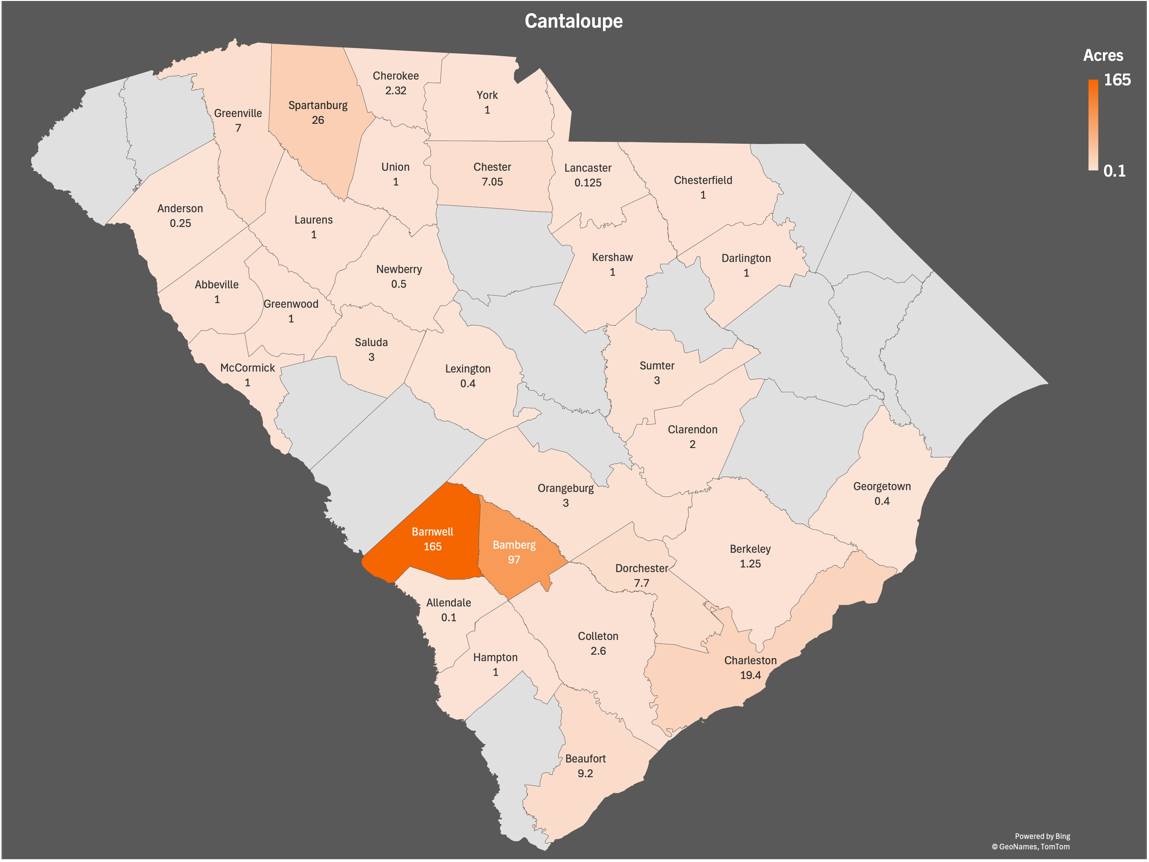 Cantaloupe
Acres
165
0.1
Cherokee
2.32
York
1
Greenville
7
Spartanburg
26
Union
1
Chester
7.05
Lancaster
0.125
Chesterfield
1
Anderson
0.25
Laurens
1
Newberry
0.5
Kershaw
1
Darlington
1
Abbeville
1
Greenwood
1
Saluda
3
McCormick
1
Lexington
0.4
Sumter
3
Clarendon
2
Orangeburg
3
Georgetown
0.4
Barnwell
165
Bamberg
97
Berkeley
1.25
Dorchester
7.7
Allendale
0.1
Colleton
2.6
Hampton
1
Charleston
19.4
Beaufort
9.2
Powered by Bing
© GeoNames, TomTom